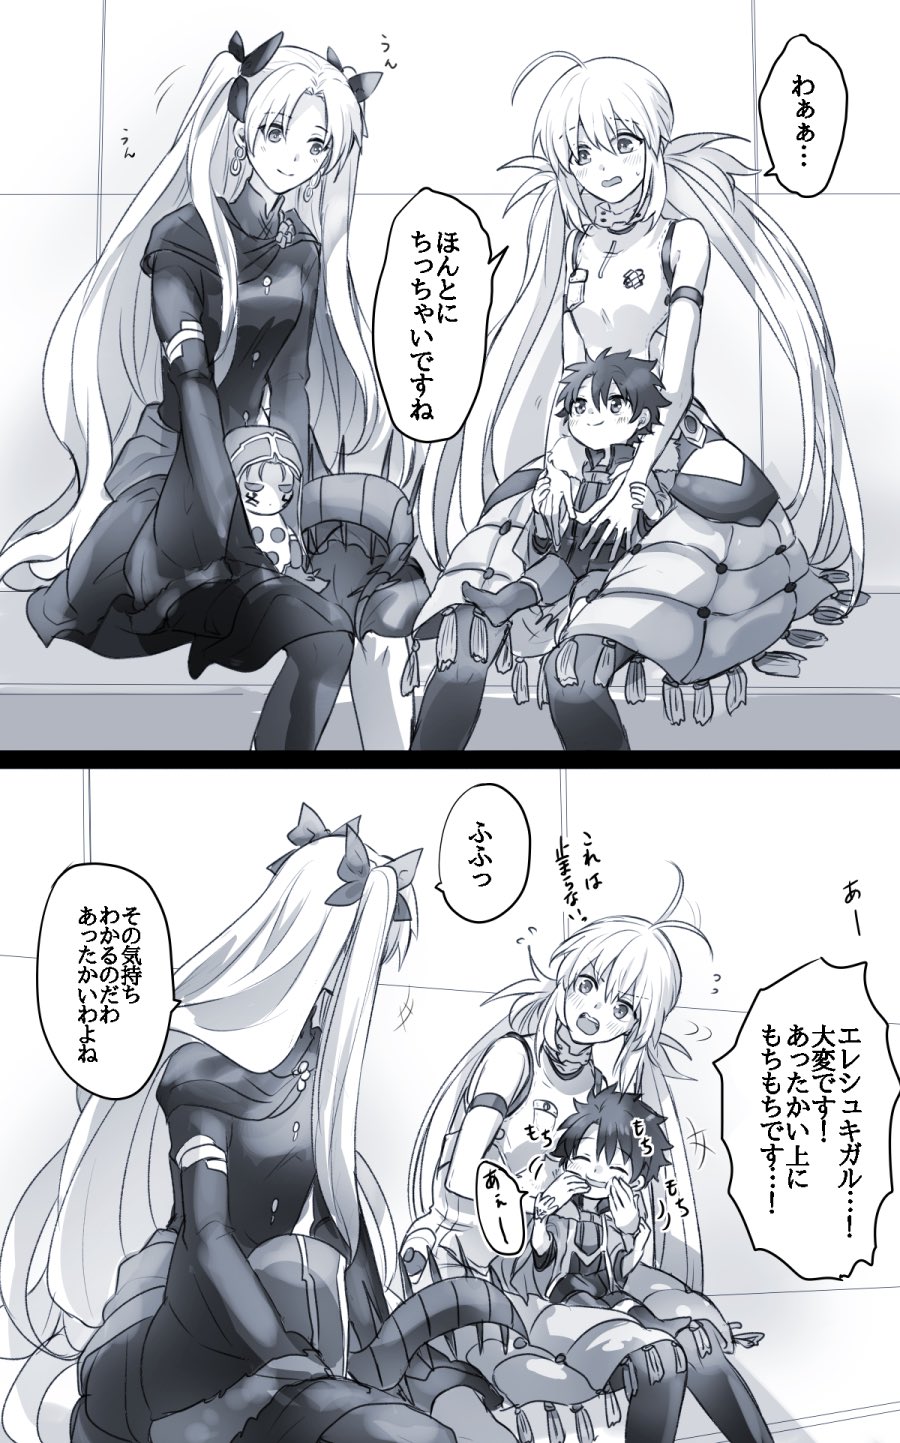 わぁぁ…
うん
うん
ほんとに
ちっちゃいですね
あー
エレシュキガル…!
大変です!
あったかい上に
もちもちです…!
これは
止まらない!
ふふっ
もち
もち
もち
あぇー
その気持ち
わかるのだわ
あったかいわよね